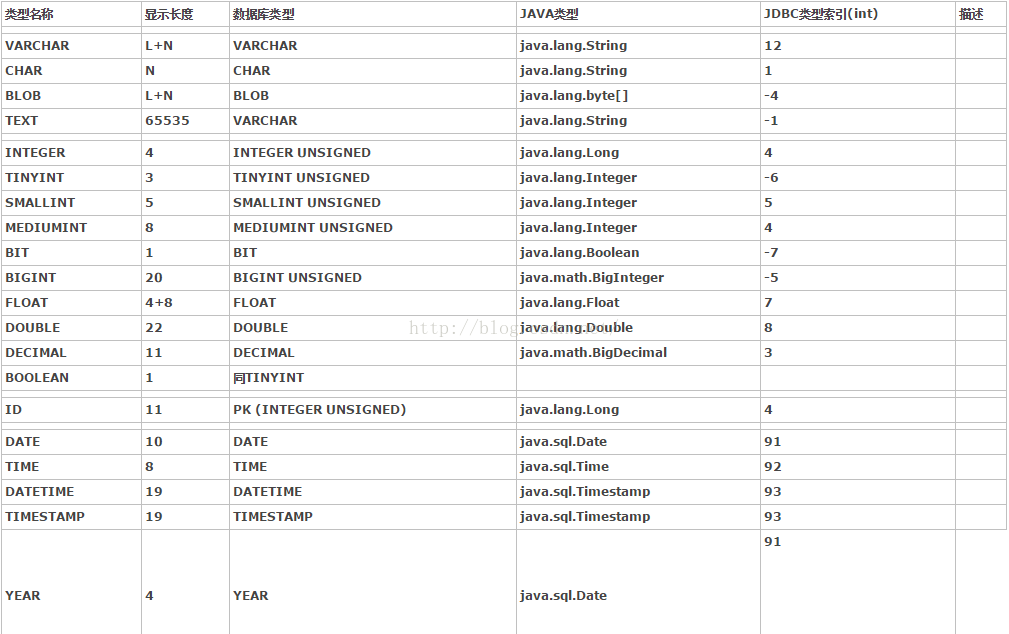 类型名称 显示长度 数据库类型 JAVA类型 JDBC类型索引(int) 描述
VARCHAR L+N VARCHAR java.lang.String 12
CHAR N CHAR java.lang.String 1
BLOB L+N BLOB java.lang.byte[] -4
TEXT 65535 VARCHAR java.lang.String -1
INTEGER 4 INTEGER UNSIGNED java.lang.Long 4
TINYINT 3 TINYINT UNSIGNED java.lang.Integer -6
SMALLINT 5 SMALLINT UNSIGNED java.lang.Integer 5
MEDIUMINT 8 MEDIUMINT UNSIGNED java.lang.Integer 4
BIT 1 BIT java.lang.Boolean -7
BIGINT 20 BIGINT UNSIGNED java.math.BigInteger -5
FLOAT 4+8 FLOAT java.lang.Float 7
DOUBLE 22 DOUBLE java.lang.Double 8
DECIMAL 11 DECIMAL java.math.BigDecimal 3
BOOLEAN 1 同TINYINT
ID 11 PK (INTEGER UNSIGNED) java.lang.Long 4
DATE 10 DATE java.sql.Date 91
TIME 8 TIME java.sql.Time 92
DATETIME 19 DATETIME java.sql.Timestamp 93
TIMESTAMP 19 TIMESTAMP java.sql.Timestamp 93
91
YEAR 4 YEAR java.sql.Date